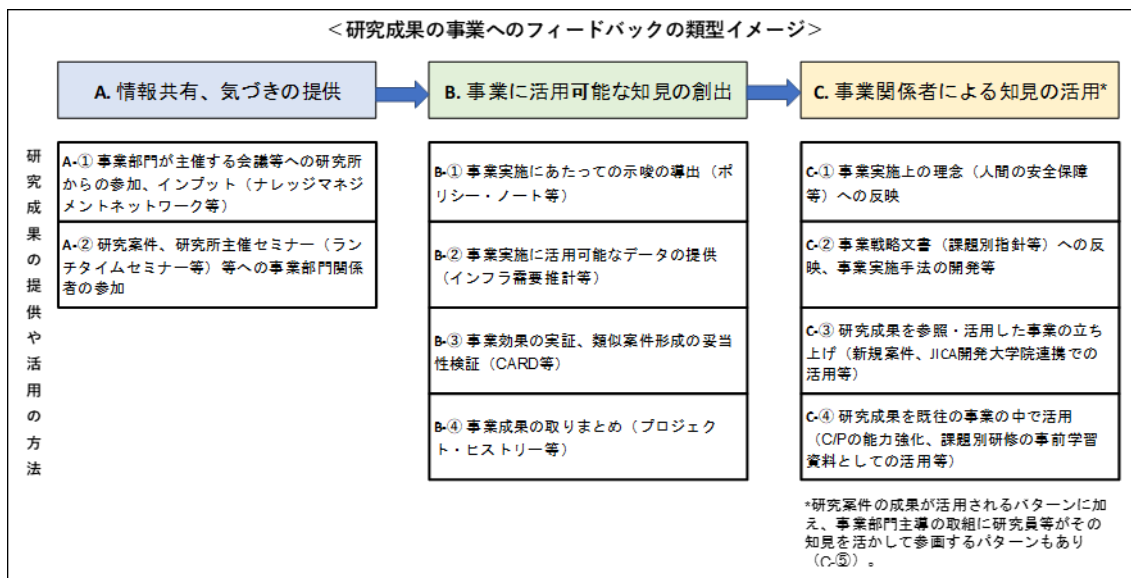 ＜研究成果の事業へのフィードバックの類型イメージ＞
A. 情報共有、気づきの提供
B. 事業に活用可能な知見の創出
C. 事業関係者による知見の活用*
研究成果の提供や活用の方法
A-① 事業部門が主催する会議等への研究所
からの参加、インプット（ナレッジマネジ
メントネットワーク等）
A-② 研究案件、研究所主催セミナー（ラン
チタイムセミナー等）等への事業部門関係
者の参加
B-① 事業実施にあたっての示唆の導出（ポ
リシー・ノート等）
B-② 事業実施に活用可能なデータの提供
（インフラ需要推計等）
B-③ 事業効果の実証、類似案件形成の妥当
性検証（CARD等）
B-④ 事業成果の取りまとめ（プロジェク
ト・ヒストリー等）
C-① 事業実施上の理念（人間の安全保障
等）への反映
C-② 事業戦略文書（課題別指針等）への反
映、事業実施手法の開発等
C-③ 研究成果を参照・活用した事業の立ち
上げ（新規案件、JICA開発大学院連携での
活用等）
C-④ 研究成果を既往の事業の中で活用
（C/Pの能力強化、課題別研修の事前学習
資料としての活用等）
*研究案件の成果が活用されるパターンに加
え、事業部門主導の取組に研究員等がその
知見を活かして参画するパターンもあり
（C-⑤）。